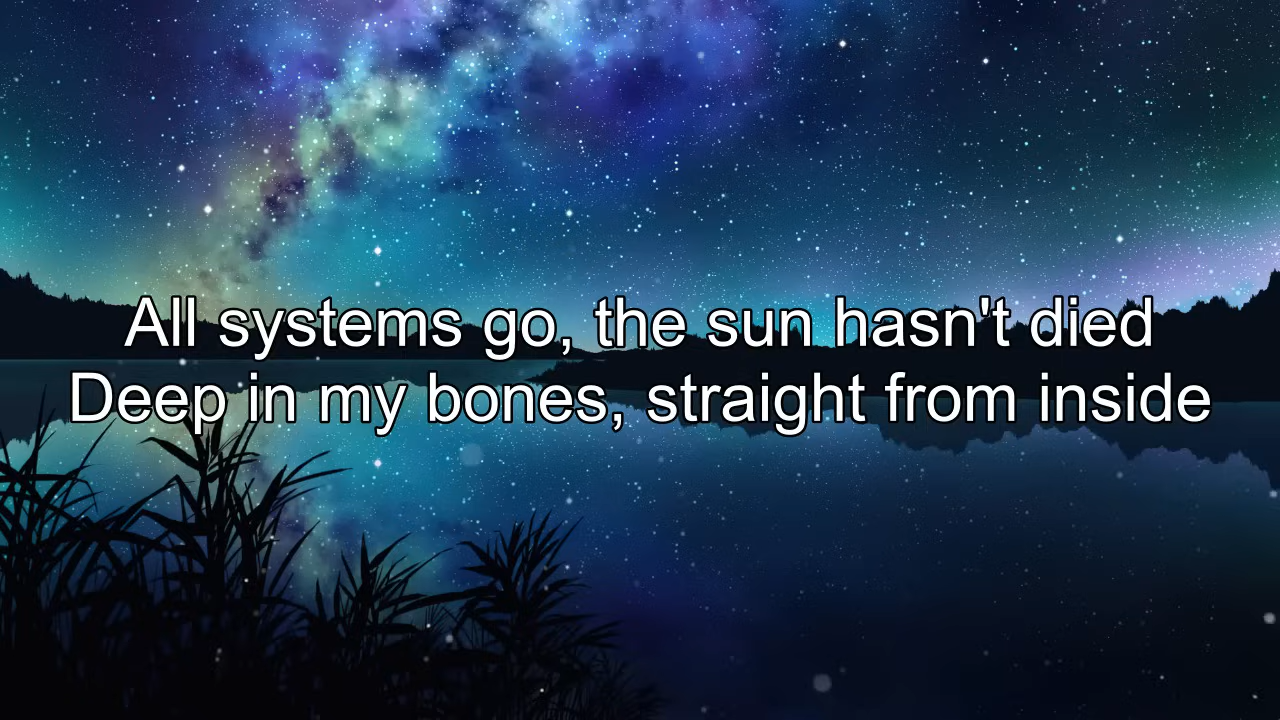 All systems go, the sun hasn't died
Deep in my bones, straight from inside